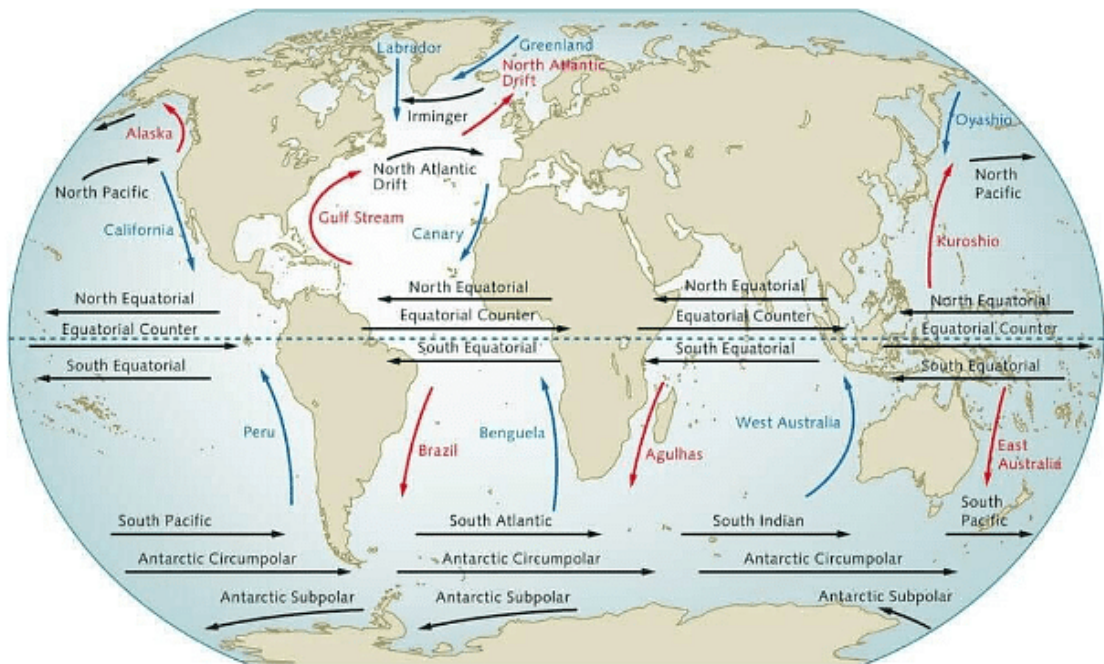 Labrador
Greenland
North Atlantic
Drift
Irminger
Alaska
Oyashio
North Pacific
North Atlantic
Drift
North
Pacific
California
Gulf Stream
Canary
Kuroshio
North Equatorial
North Equatorial
North Equatorial
North Equatorial
Equatorial Counter
Equatorial Counter
Equatorial Counter
Equatorial Counter
South Equatorial
South Equatorial
South Equatorial
South Equatorial
Peru
Brazil
Benguela
Agulhas
West Australia
East
Australia
South Pacific
South Atlantic
South Indian
South
Pacific
Antarctic Circumpolar
Antarctic Circumpolar
Antarctic Circumpolar
Antarctic Subpolar
Antarctic Subpolar
Antarctic Subpolar